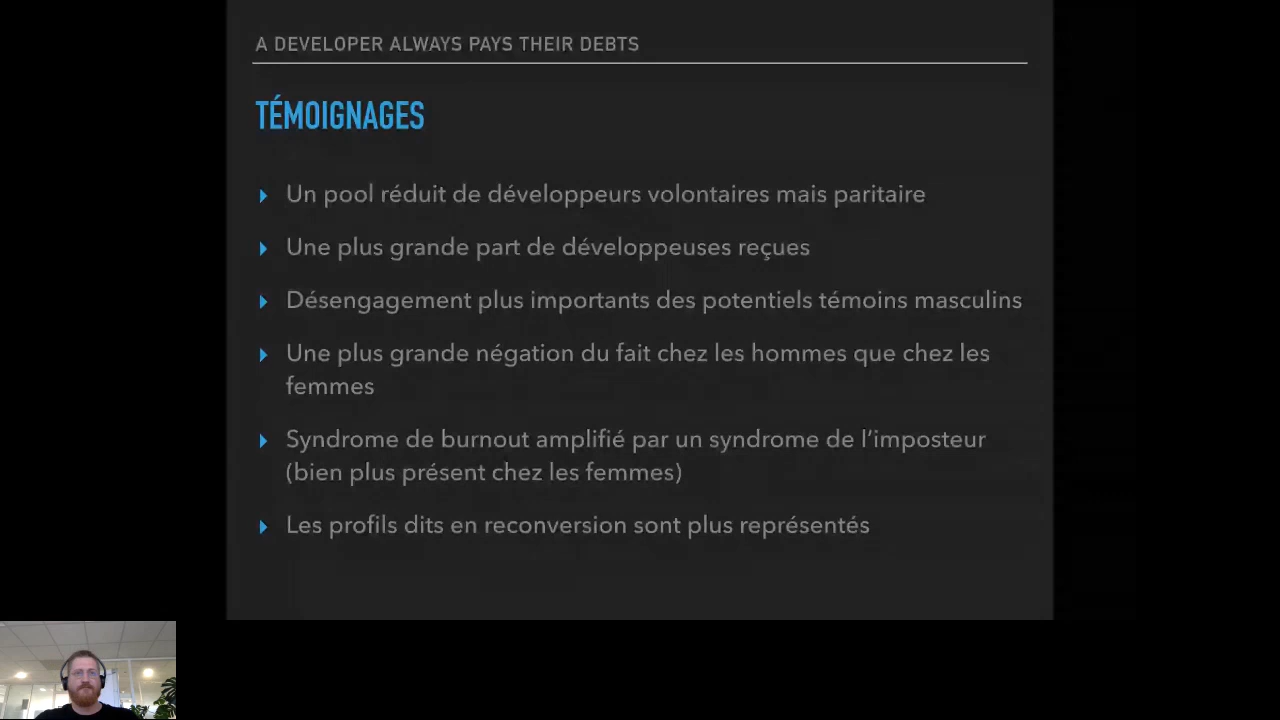 A DEVELOPER ALWAYS PAYS THEIR DEBTS
TÉMOIGNAGES
Un pool réduit de développeurs volontaires mais paritaire
Une plus grande part de développeuses reçues
Désengagement plus importants des potentiels témoins masculins
Une plus grande négation du fait chez les hommes que chez les
femmes
Syndrome de burnout amplifié par un syndrome de l’imposteur
(bien plus présent chez les femmes)
Les profils dits en reconversion sont plus représentés